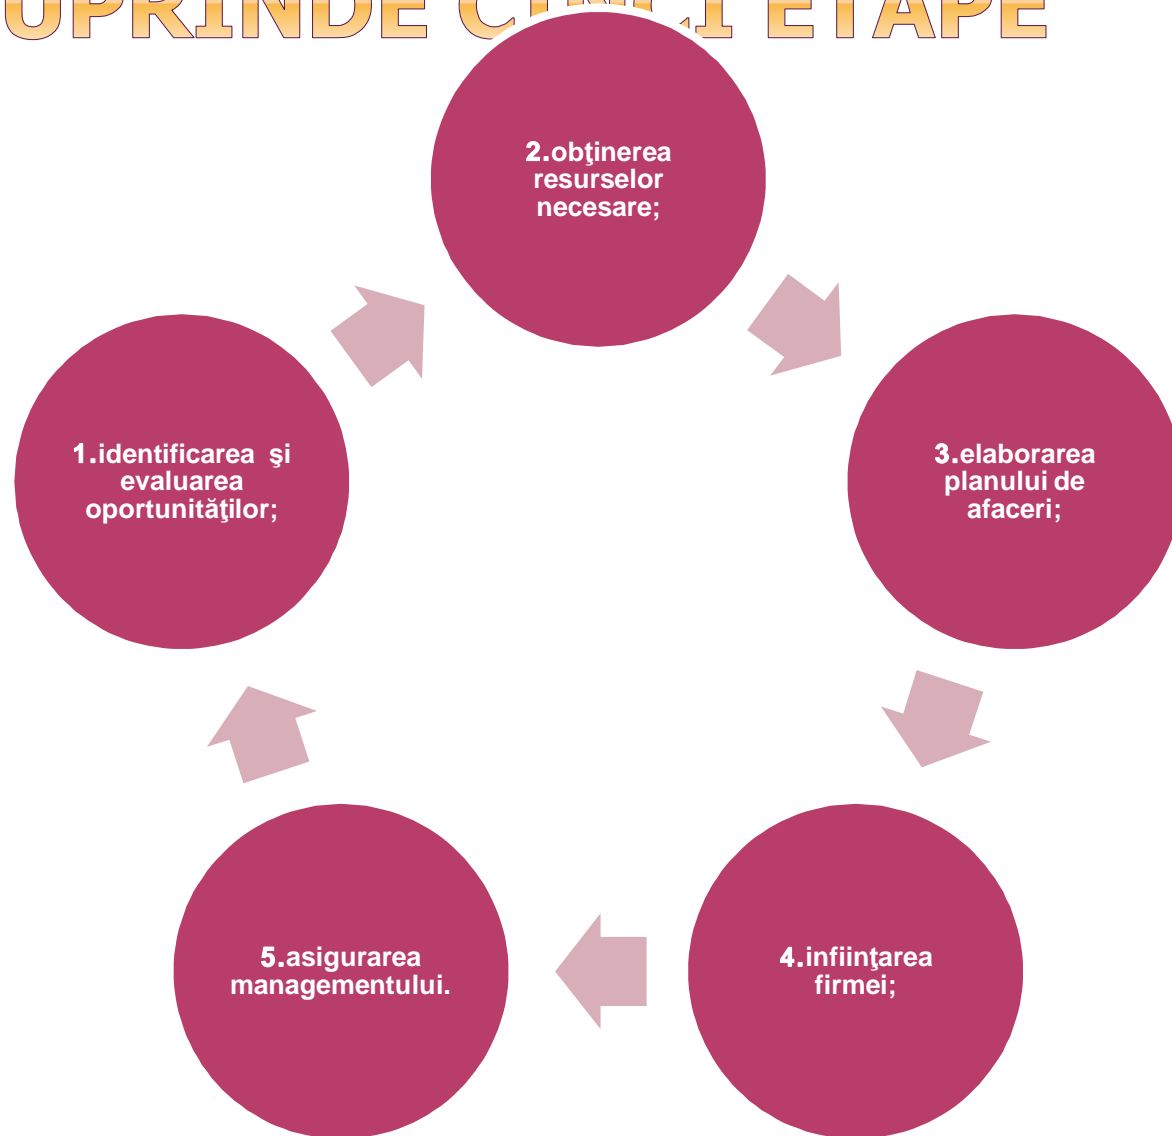 UPRINDE CINCI ETAPE
2.obţinerea
resurselor
necesare;
1.identificarea şi
evaluarea
oportunităţilor;
3.elaborarea
planului de
afaceri;
5.asigurarea
managementului.
4.infiinţarea
firmei;